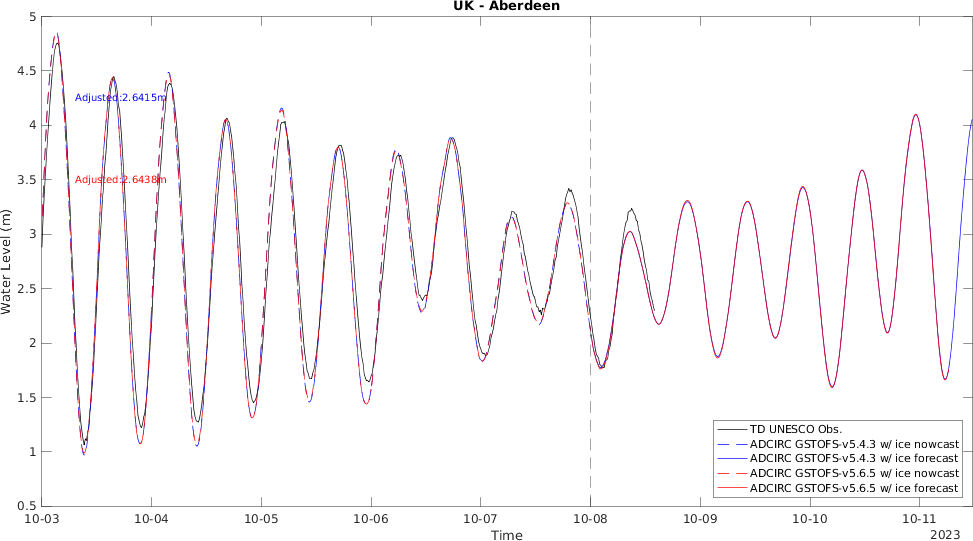 UK - Aberdeen
5
4.5
4
3.5
3
2.5
2
1.5
1
0.5
Water Level (m)
Adjusted:2.6415m
Adjusted:2.6438m
TD UNESCO Obs.
ADCIRC GSTOFS-v5.4.3 w/ ice nowcast
ADCIRC GSTOFS-v5.4.3 w/ ice forecast
ADCIRC GSTOFS-v5.6.5 w/ ice nowcast
ADCIRC GSTOFS-v5.6.5 w/ ice forecast
10-03 10-04 10-05 10-06 10-07 10-08 10-09 10-10 10-11
Time
2023